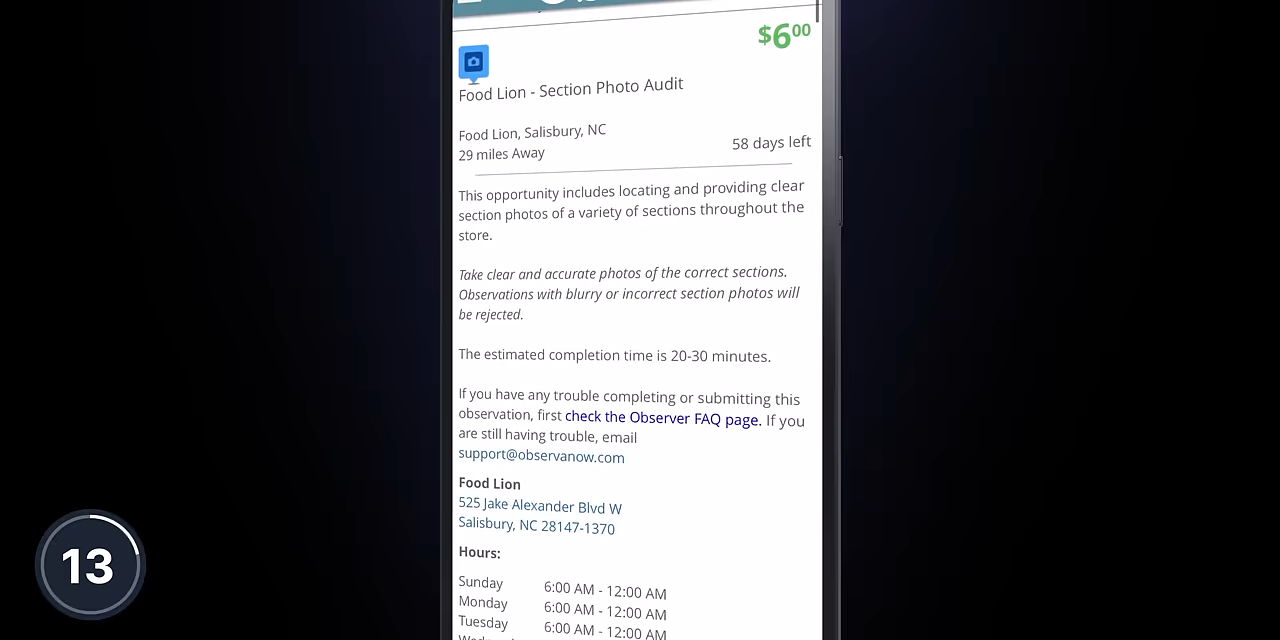 $6⁰⁰
Food Lion - Section Photo Audit
Food Lion, Salisbury, NC
29 miles Away
58 days left
This opportunity includes locating and providing clear
section photos of a variety of sections throughout the
store.
Take clear and accurate photos of the correct sections.
Observations with blurry or incorrect section photos will
be rejected.
The estimated completion time is 20-30 minutes.
If you have any trouble completing or submitting this
observation, first check the Observer FAQ page. If you
are still having trouble, email
support@observanow.com
Food Lion
525 Jake Alexander Blvd W
Salisbury, NC 28147-1370
Hours:
Sunday 6:00 AM - 12:00 AM
Monday 6:00 AM - 12:00 AM
Tuesday 6:00 AM - 12:00 AM
13